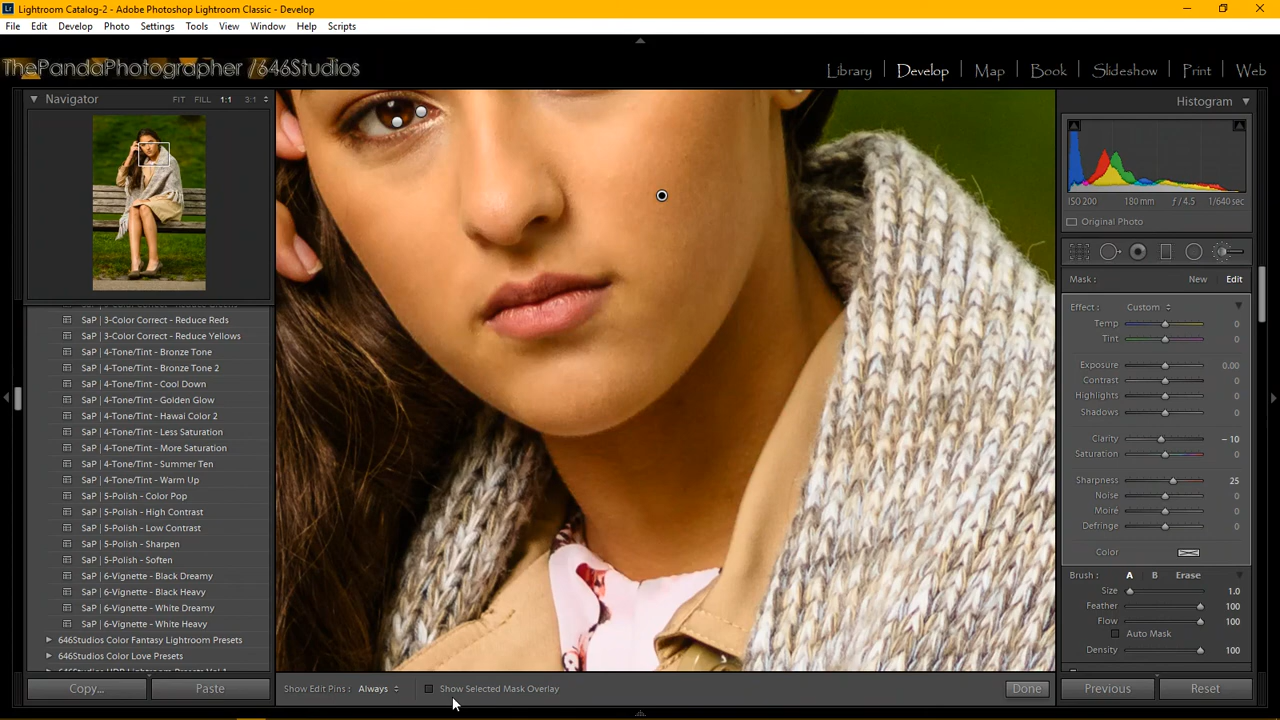 Lightroom Catalog-2 - Adobe Photoshop Lightroom Classic - Develop
File Edit Develop Photo Settings Tools View Window Help Scripts
ThePandaPhotographer /646Studios
Library Develop Map Book Slideshow Print Web
Navigator FIT FILL 1:1 3:1
SaP | 3-Color Correct - Reduce Reds
SaP | 3-Color Correct - Reduce Yellows
SaP | 4-Tone/Tint - Bronze Tone
SaP | 4-Tone/Tint - Bronze Tone 2
SaP | 4-Tone/Tint - Cool Down
SaP | 4-Tone/Tint - Golden Glow
SaP | 4-Tone/Tint - Hawai Color 2
SaP | 4-Tone/Tint - Less Saturation
SaP | 4-Tone/Tint - More Saturation
SaP | 4-Tone/Tint - Summer Ten
SaP | 4-Tone/Tint - Warm Up
SaP | 5-Polish - Color Pop
SaP | 5-Polish - High Contrast
SaP | 5-Polish - Low Contrast
SaP | 5-Polish - Sharpen
SaP | 5-Polish - Soften
SaP | 6-Vignette - Black Dreamy
SaP | 6-Vignette - Black Heavy
SaP | 6-Vignette - White Dreamy
SaP | 6-Vignette - White Heavy
646Studios Color Fantasy Lightroom Presets
646Studios Color Love Presets
Copy... Paste
Show Edit Pins : Always Show Selected Mask Overlay Done
Histogram
ISO 200 180 mm ƒ / 4.5 1/640 sec
Original Photo
Mask : New Edit
Effect : Custom
Temp 0
Tint 0
Exposure 0.00
Contrast 0
Highlights 0
Shadows 0
Clarity – 10
Saturation 0
Sharpness 25
Noise 0
Moiré 0
Defringe 0
Color
Brush : A B Erase
Size 1.0
Feather 100
Flow 100
Auto Mask
Density 100
Previous Reset